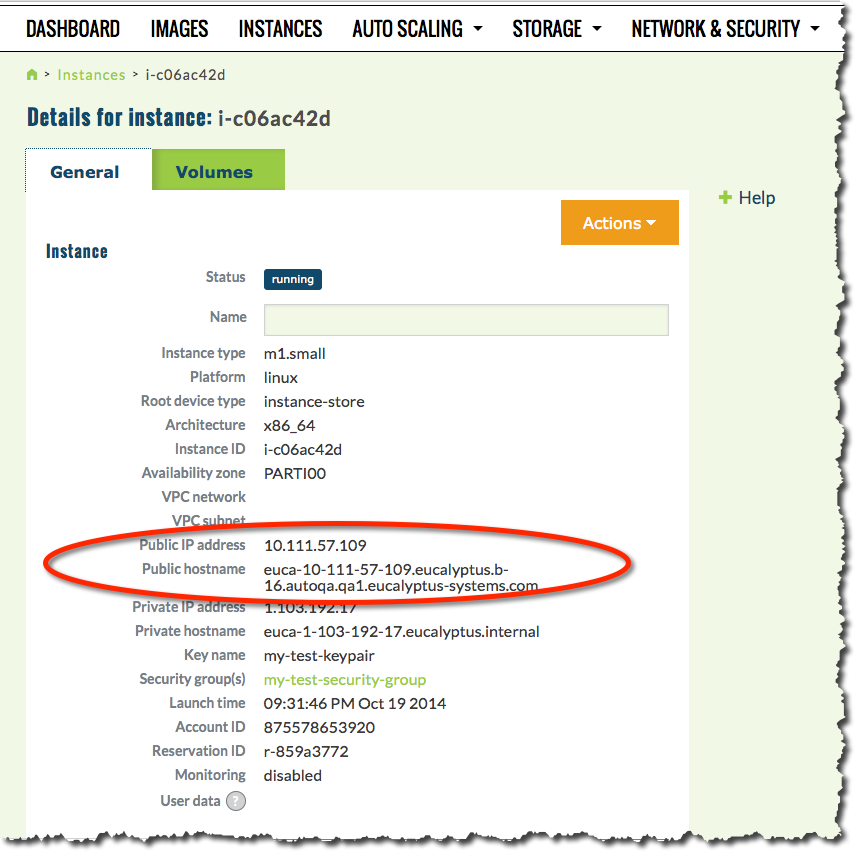 DASHBOARD IMAGES INSTANCES AUTO SCALING STORAGE NETWORK & SECURITY
> Instances > i-c06ac42d
Details for instance: i-c06ac42d
General Volumes
+ Help
Actions
Instance
Status running
Name
Instance type m1.small
Platform linux
Root device type instance-store
Architecture x86_64
Instance ID i-c06ac42d
Availability zone PARTI00
VPC network
VPC subnet
Public IP address 10.111.57.109
Public hostname euca-10-111-57-109.eucalyptus.b-
16.autoqa.qa1.eucalyptus-systems.com
Private IP address 1.103.192.17
Private hostname euca-1-103-192-17.eucalyptus.internal
Key name my-test-keypair
Security group(s) my-test-security-group
Launch time 09:31:46 PM Oct 19 2014
Account ID 875578653920
Reservation ID r-859a3772
Monitoring disabled
User data ?